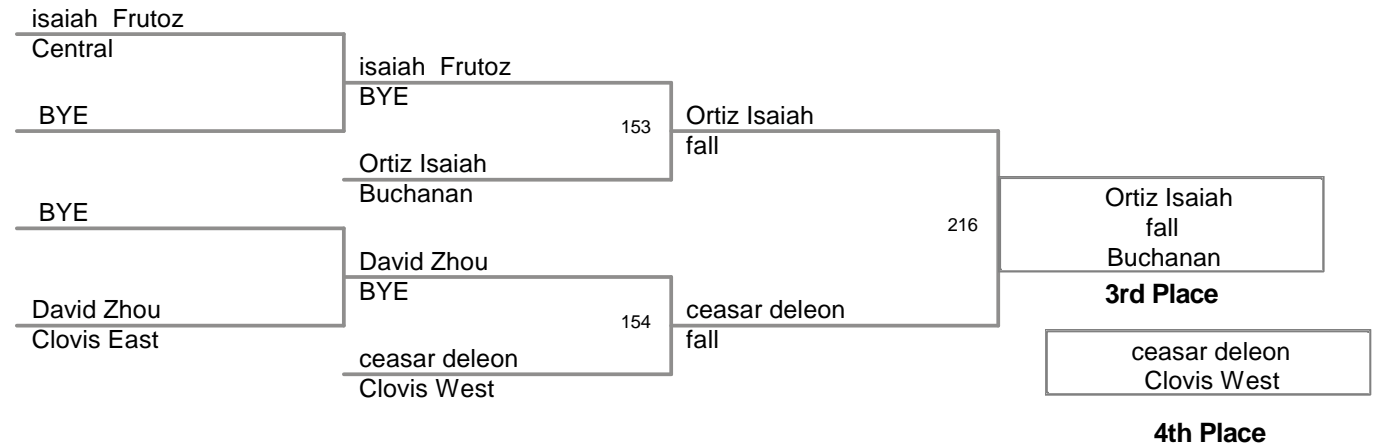 isaiah  Frutoz
Central
isaiah  Frutoz
BYE
BYE
153
Ortiz Isaiah
fall
Ortiz Isaiah
Buchanan
BYE
216
Ortiz Isaiah
fall
Buchanan
3rd Place
David Zhou
BYE
David Zhou
Clovis East
154
ceasar deleon
fall
ceasar deleon
Clovis West
ceasar deleon
Clovis West
4th Place